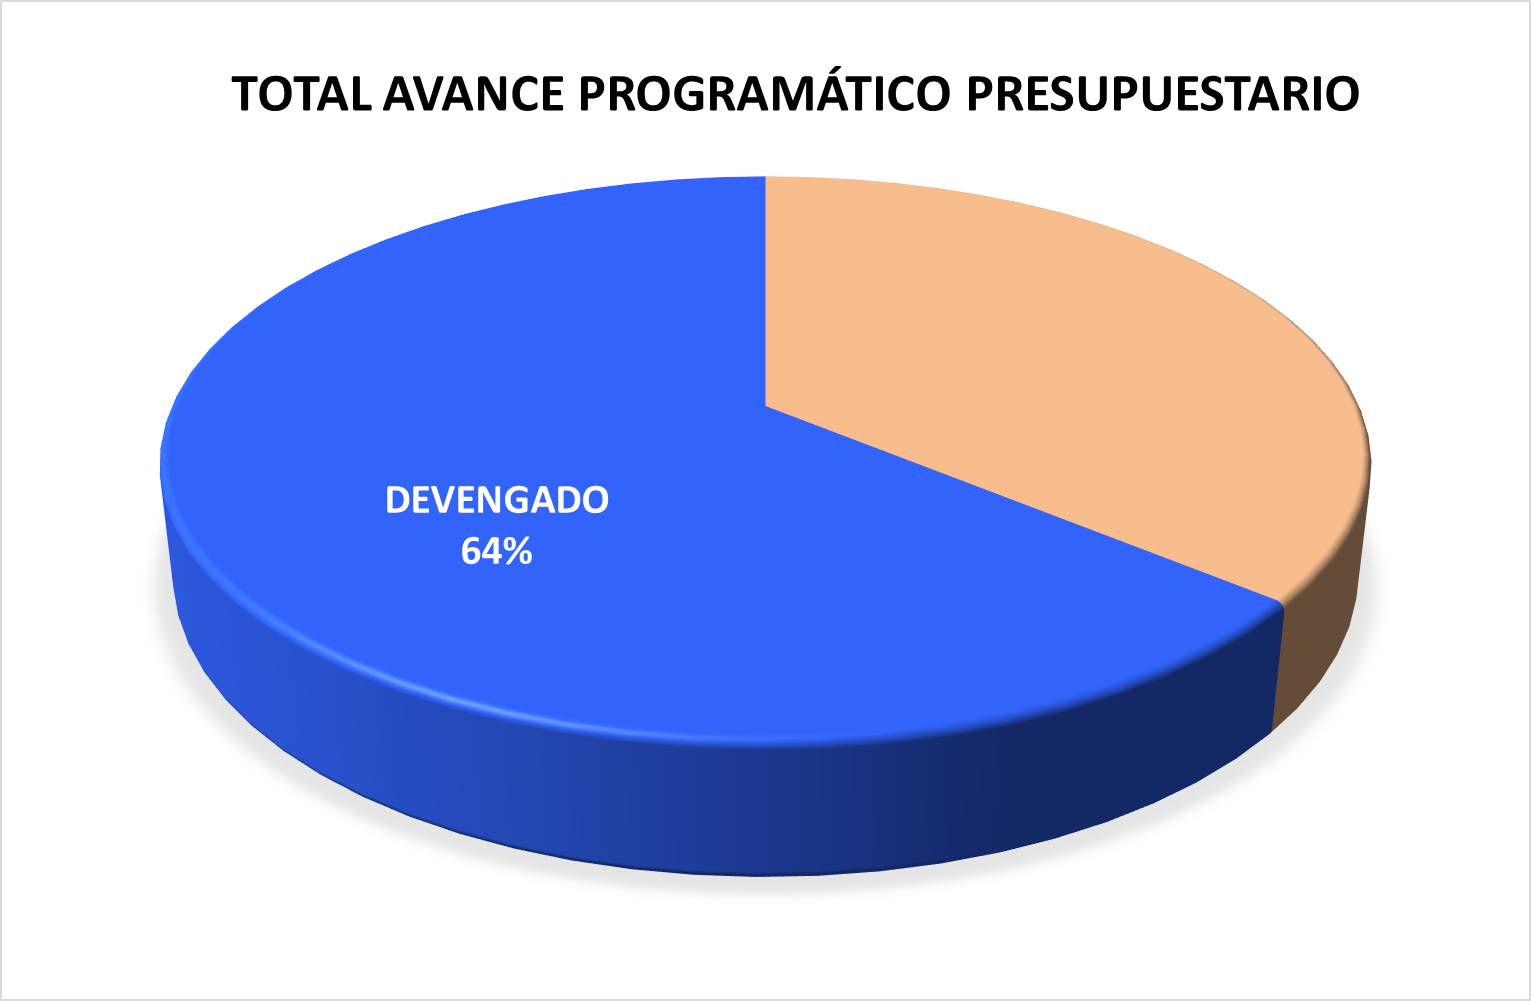 TOTAL AVANCE PROGRAMÁTICO PRESUPUESTARIO
DEVENGADO
64%